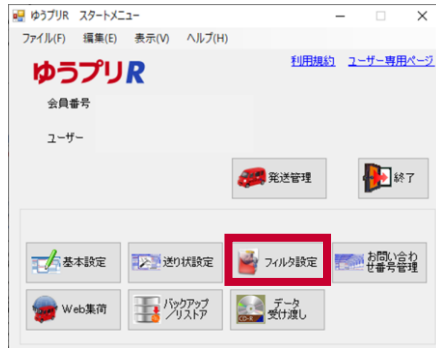 ゆうプリR スタートメニュー
ファイル(F) 編集(E) 表示(V) ヘルプ(H)
利用規約 ユーザー専用ページ
ゆうプリR
会員番号
ユーザー
発送管理 終了
基本設定 送り状設定 フィルタ設定 お問い合わ
せ番号管理
Web集荷 バックアップ
／リストア データ
受け渡し